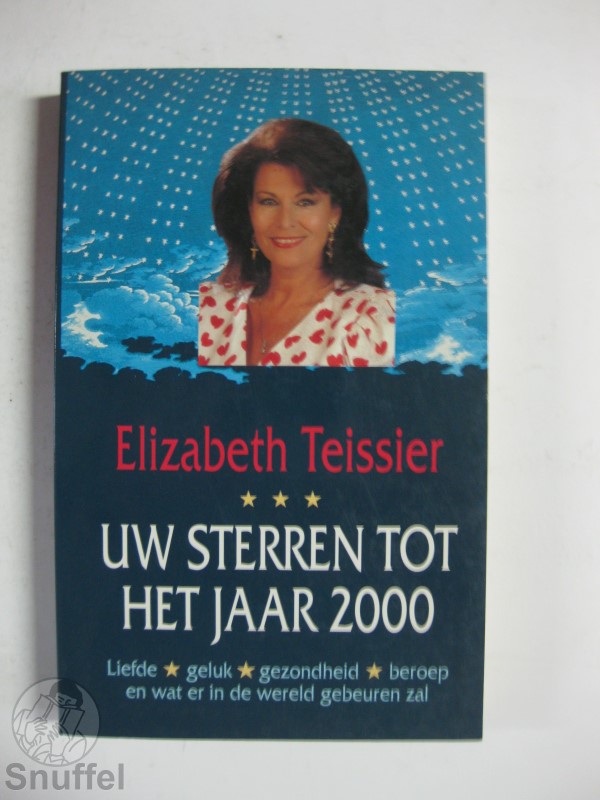 Elizabeth Teissier
UW STERREN TOT
HET JAAR 2000
Liefde ★ geluk ★ gezondheid ★ beroep
en wat er in de wereld gebeuren zal
Snuffel